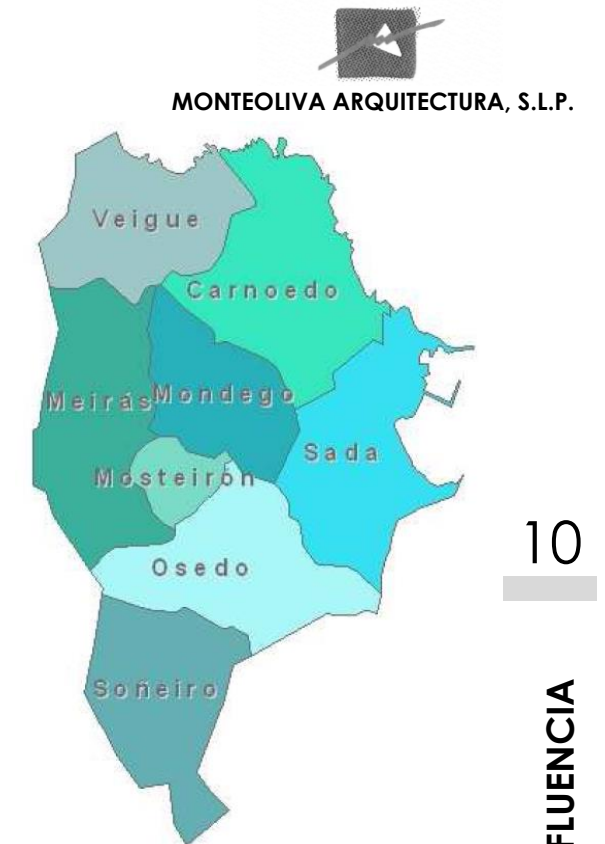 MONTEOLIVA ARQUITECTURA, S.L.P.
Veigue
Carnoedo
Meirás
Mondego
Sada
Mosteirón
Osedo
10
Soñeiro
FLUENCIA